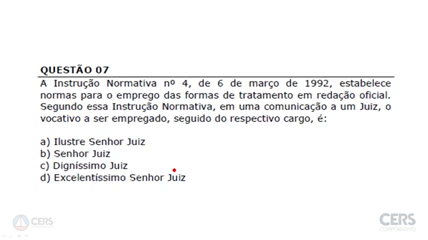 QUESTÃO 07
A Instrução Normativa nº 4, de 6 de março de 1992, estabelece
normas para o emprego das formas de tratamento em redação oficial.
Segundo essa Instrução Normativa, em uma comunicação a um Juiz, o
vocativo a ser empregado, seguido do respectivo cargo, é:
a) Ilustre Senhor Juiz
b) Senhor Juiz
c) Digníssimo Juiz
d) Excelentíssimo Senhor Juiz
CERS
CERS
CORPORATIVO